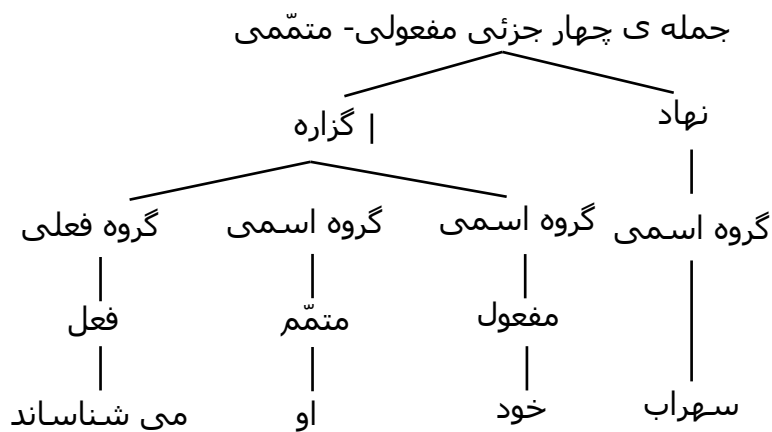 جمله ی چهار جزئی مفعولی- متمّمی
نهاد
گزاره
گروه اسمی گروه اسمی گروه اسمی گروه فعلی
مفعول متمّم فعل
سهراب خود او می شناساند